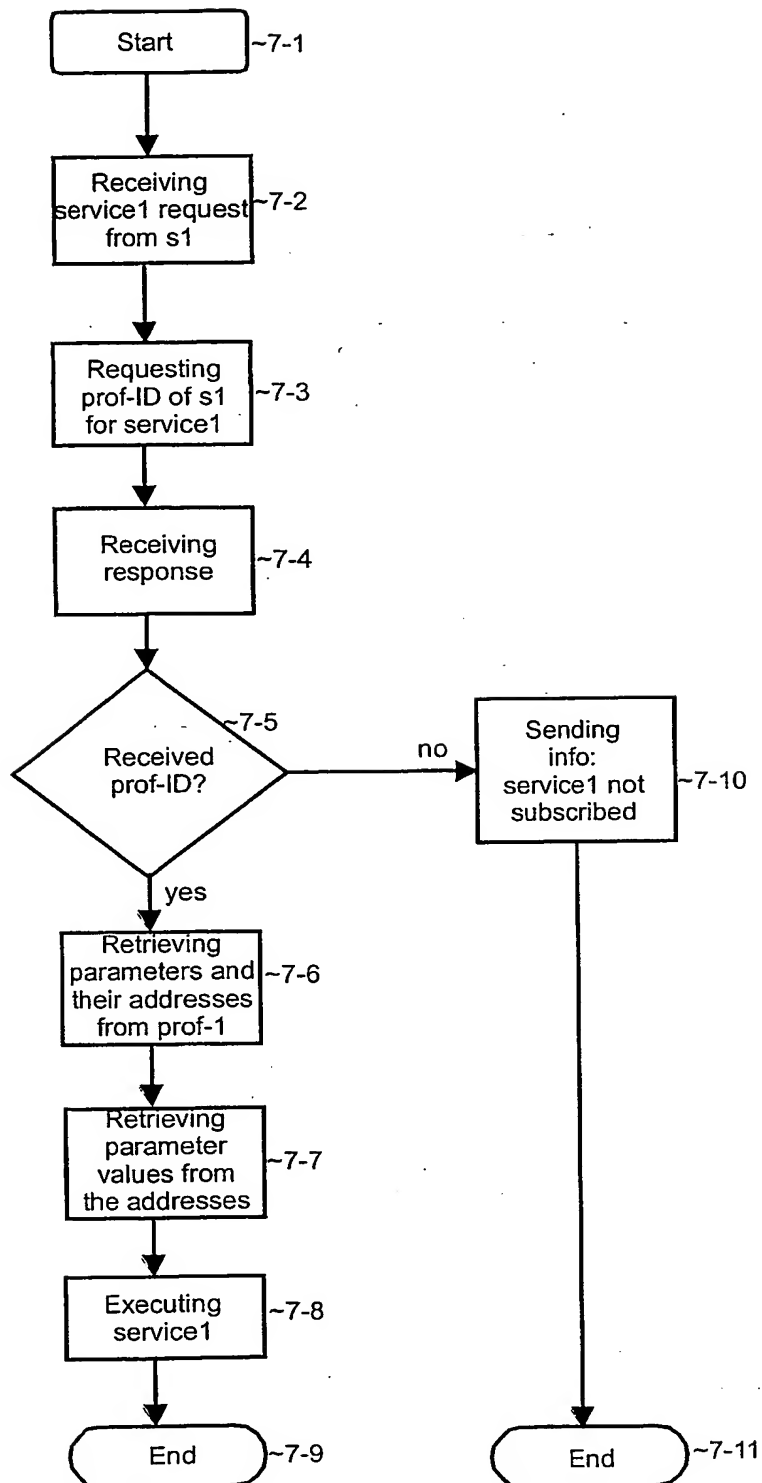 Start
~7-1
Receiving
service1 request
from s1
~7-2
Requesting
prof-ID of s1
for service1
~7-3
Receiving
response
~7-4
~7-5
Received
prof-ID?
no
Sending
info:
service1 not
subscribed
~7-10
yes
Retrieving
parameters and
their addresses
from prof-1
~7-6
Retrieving
parameter
values from
the addresses
~7-7
Executing
service1
~7-8
End
~7-9
End
~7-11